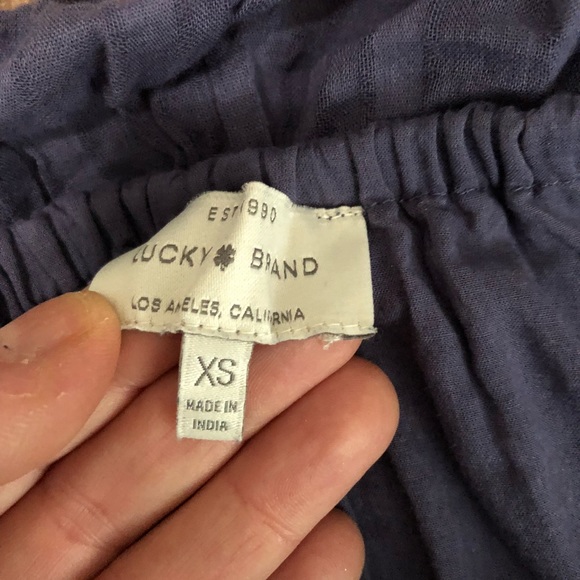 EST 1990
LUCKY BRAND
LOS ANGELES, CALIFORNIA
XS
MADE IN
INDIA